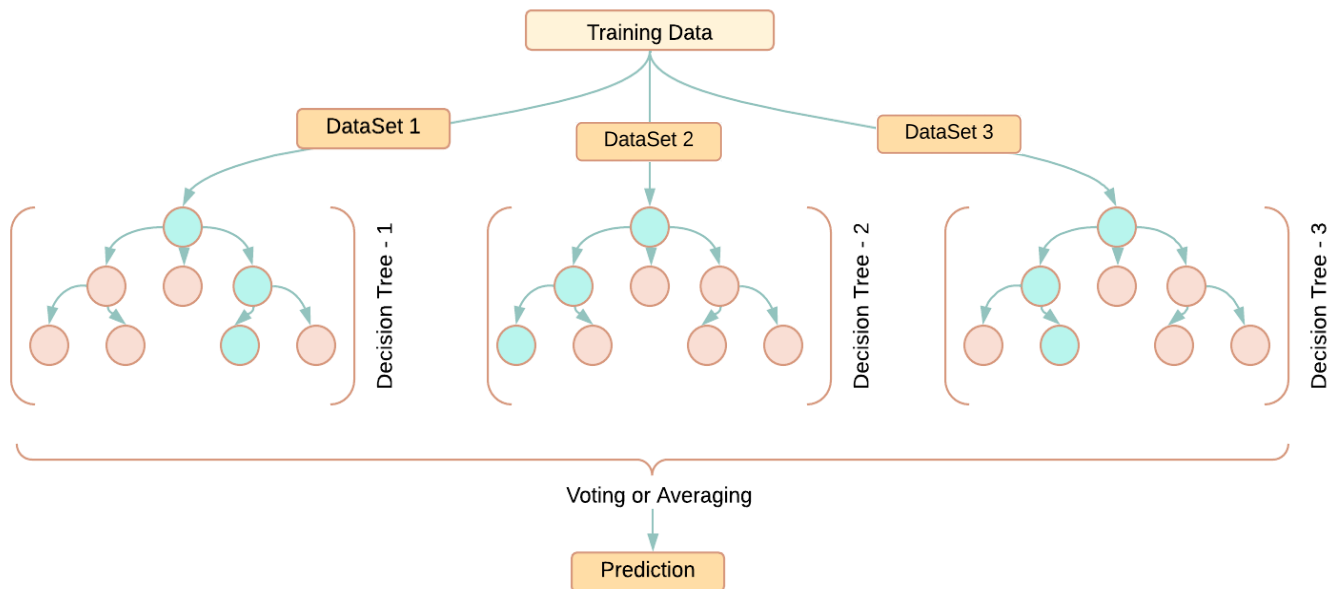 Training Data
DataSet 1
DataSet 2
DataSet 3
Decision Tree - 1
Decision Tree - 2
Decision Tree - 3
Voting or Averaging
Prediction